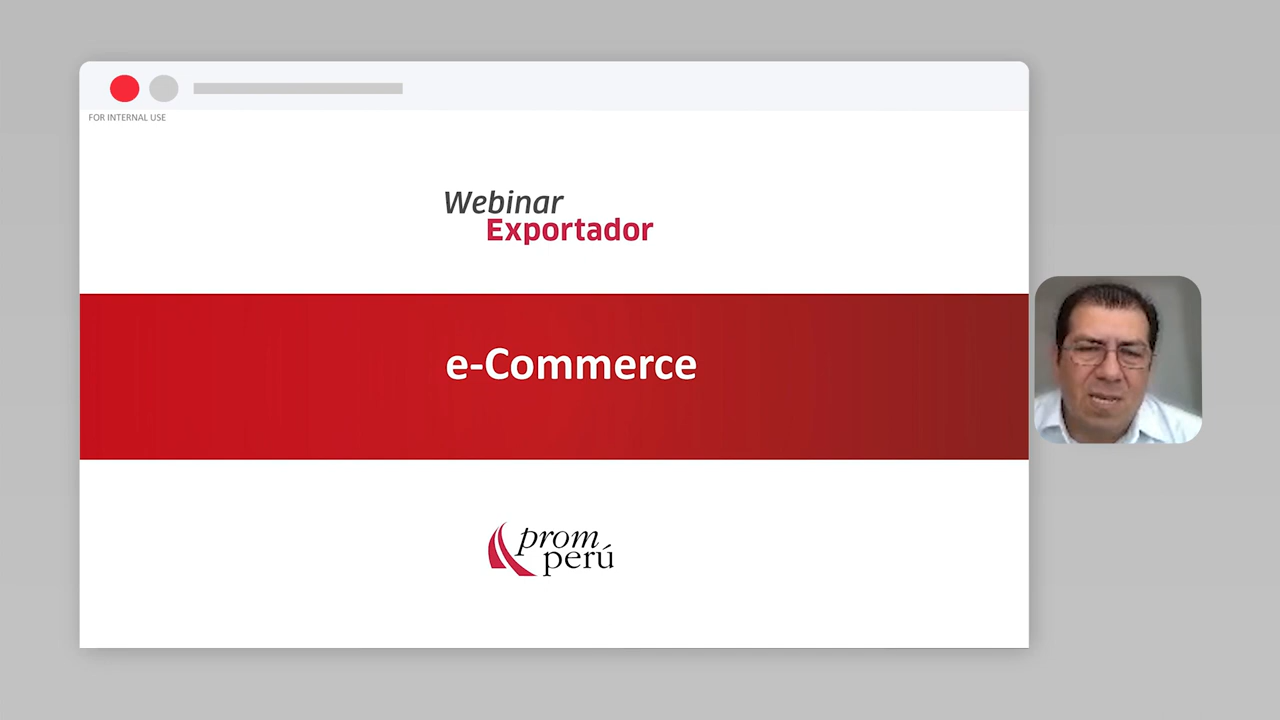 FOR INTERNAL USE
Webinar
Exportador
e-Commerce
prom
perú